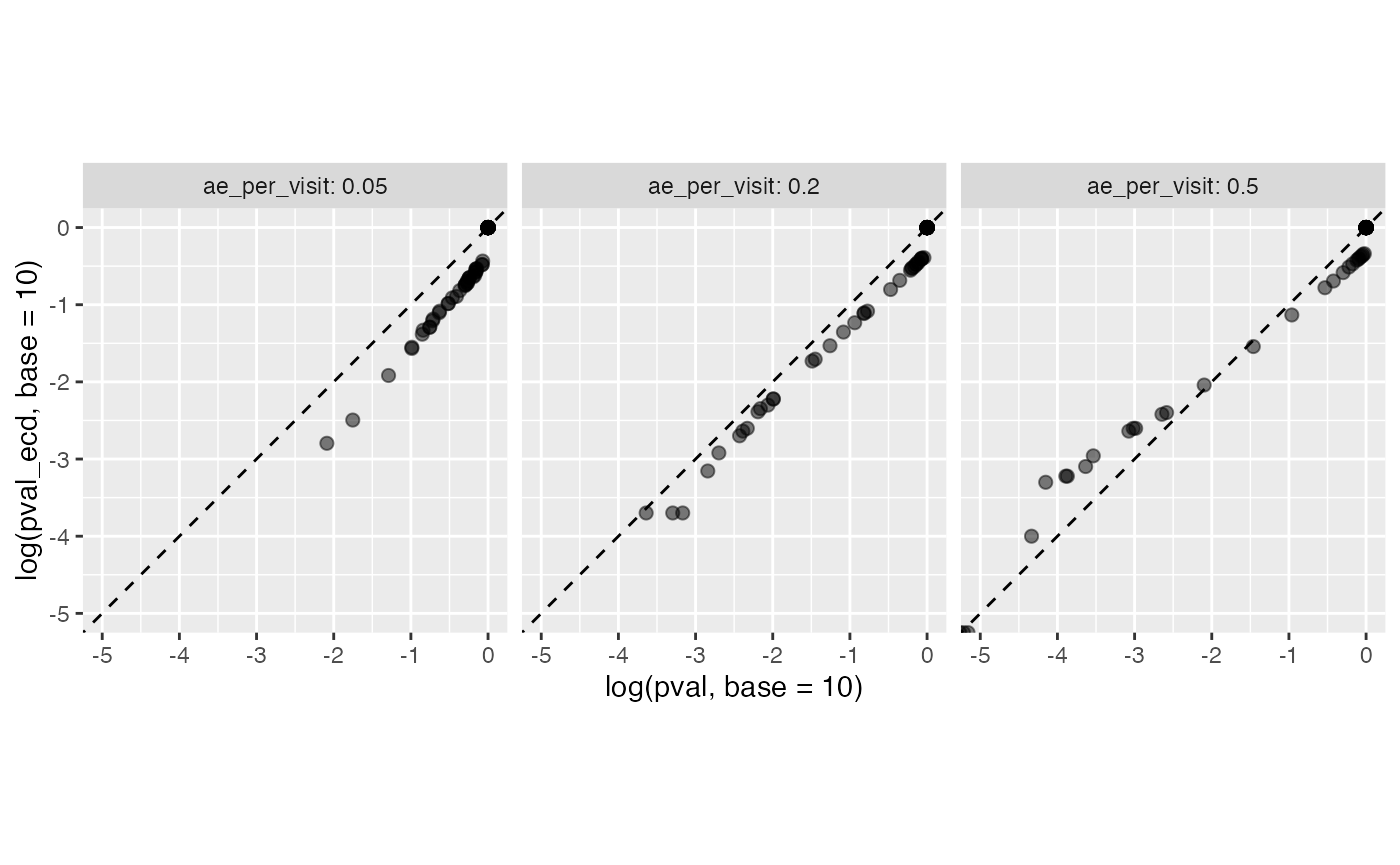 ae_per_visit: 0.05
ae_per_visit: 0.2
ae_per_visit: 0.5
log(pval_ecd, base = 10)
0
-1
-2
-3
-4
-5
-5 -4 -3 -2 -1 0
-5 -4 -3 -2 -1 0
-5 -4 -3 -2 -1 0
log(pval, base = 10)